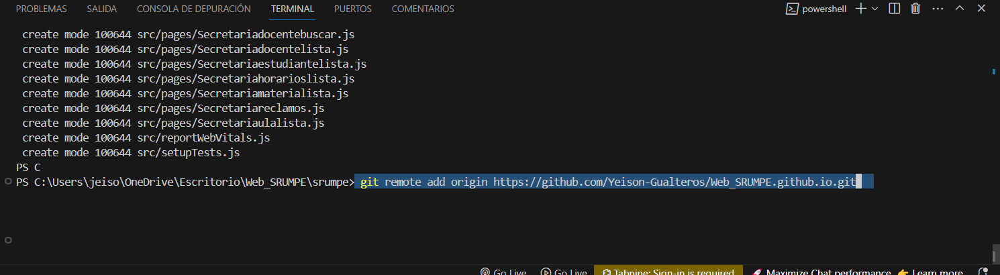 PROBLEMAS SALIDA CONSOLA DE DEPURACIÓN TERMINAL PUERTOS COMENTARIOS powershell
create mode 100644 src/pages/Secretariadocentebuscar.js
create mode 100644 src/pages/Secretariadocentelista.js
create mode 100644 src/pages/Secretariaestudiantelista.js
create mode 100644 src/pages/Secretariahorarioslista.js
create mode 100644 src/pages/Secretariamaterialista.js
create mode 100644 src/pages/Secretariareclamos.js
create mode 100644 src/pages/Secretariaulalista.js
create mode 100644 src/reportWebVitals.js
create mode 100644 src/setupTests.js
PS C
PS C:\Users\jeiso\OneDrive\Escritorio\Web_SRUMPE\srumpe> git remote add origin https://github.com/Yeison-Gualteros/Web_SRUMPE.github.io.git
Go Live Go Live Tabnine: Sign-in is required Maximize Chat performance 👉 Learn more